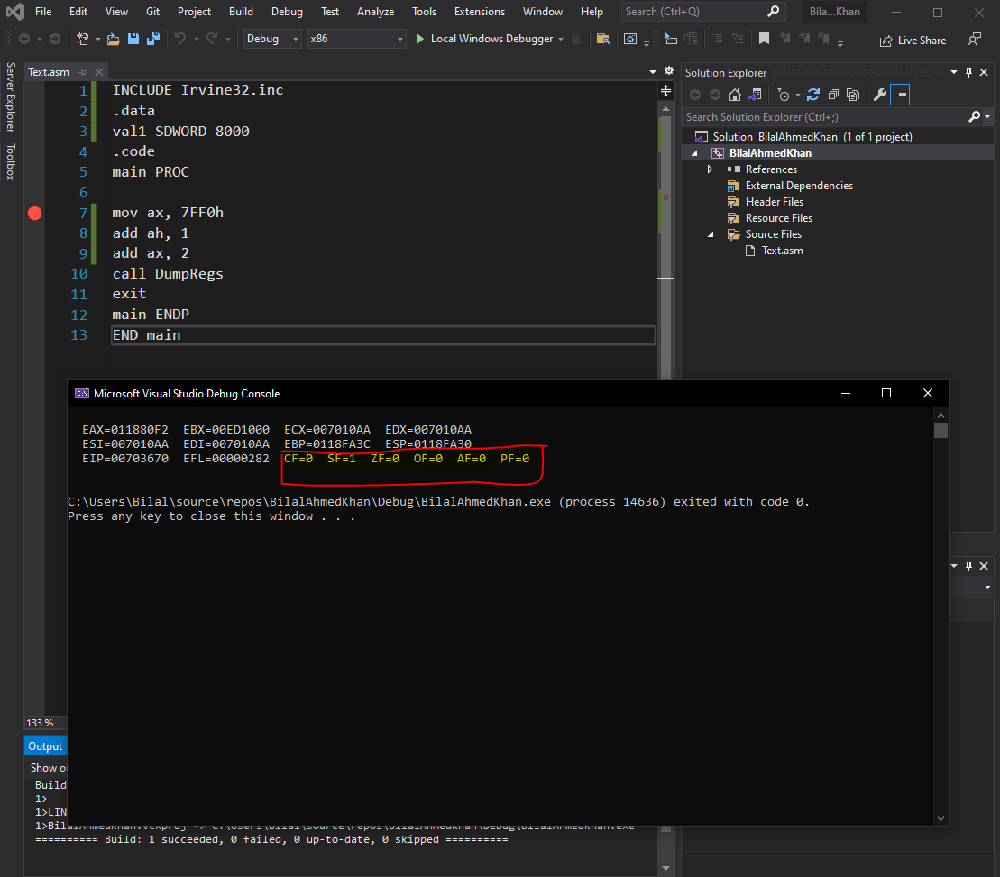 File Edit View Git Project Build Debug Test Analyze Tools Extensions Window Help Search (Ctrl+Q) Bila...Khan
Debug x86 Local Windows Debugger Live Share
Server Explorer
Toolbox
Text.asm
1 INCLUDE Irvine32.inc
2 .data
3 val1 SDWORD 8000
4 .code
5 main PROC
6
7 mov ax, 7FF0h
8 add ah, 1
9 add ax, 2
10 call DumpRegs
11 exit
12 main ENDP
13 END main
Solution Explorer
Search Solution Explorer (Ctrl+;)
Solution 'BilalAhmedKhan' (1 of 1 project)
BilalAhmedKhan
References
External Dependencies
Header Files
Resource Files
Source Files
Text.asm
Microsoft Visual Studio Debug Console
EAX=011880F2 EBX=00ED1000 ECX=007010AA EDX=007010AA
ESI=007010AA EDI=007010AA EBP=0118FA3C ESP=0118FA30
EIP=00703670 EFL=00000282 CF=0 SF=1 ZF=0 OF=0 AF=0 PF=0
C:\Users\Bilal\source\repos\BilalAhmedKhan\Debug\BilalAhmedKhan.exe (process 14636) exited with code 0.
Press any key to close this window . . .
133 %
Output
Show
Build
1>---
1>LIN
1>BilalAhmedKhan.vcxproj -> C:\Users\Bilal\source\repos\BilalAhmedKhan\Debug\BilalAhmedKhan.exe
========== Build: 1 succeeded, 0 failed, 0 up-to-date, 0 skipped ==========